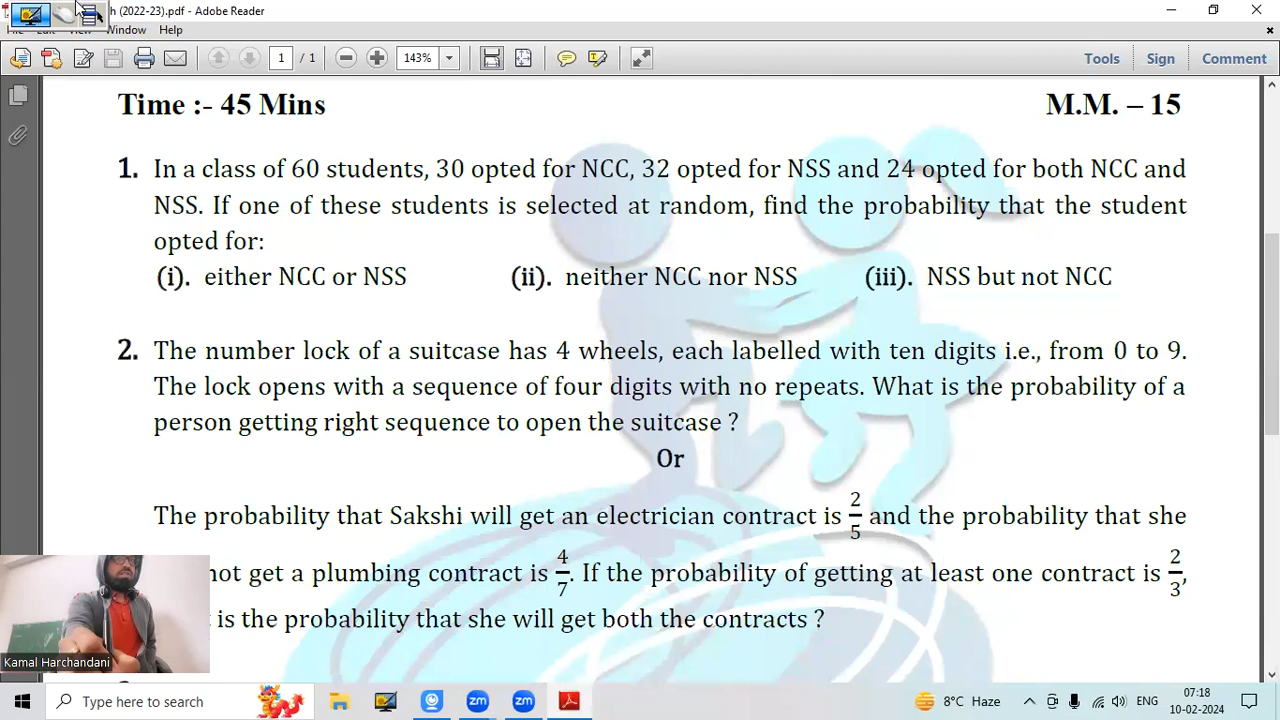 h (2022-23).pdf - Adobe Reader
Window Help
1 / 1 143% Tools Sign Comment
Time :- 45 Mins M.M. – 15
1. In a class of 60 students, 30 opted for NCC, 32 opted for NSS and 24 opted for both NCC and
NSS. If one of these students is selected at random, find the probability that the student
opted for:
(i). either NCC or NSS (ii). neither NCC nor NSS (iii). NSS but not NCC
2. The number lock of a suitcase has 4 wheels, each labelled with ten digits i.e., from 0 to 9.
The lock opens with a sequence of four digits with no repeats. What is the probability of a
person getting right sequence to open the suitcase ?
Or
The probability that Sakshi will get an electrician contract is 2/5 and the probability that she
not get a plumbing contract is 4/7. If the probability of getting at least one contract is 2/3,
is the probability that she will get both the contracts ?
Kamal Harchandani
Type here to search
zm zm
8°C Haze
ENG
07:18
10-02-2024